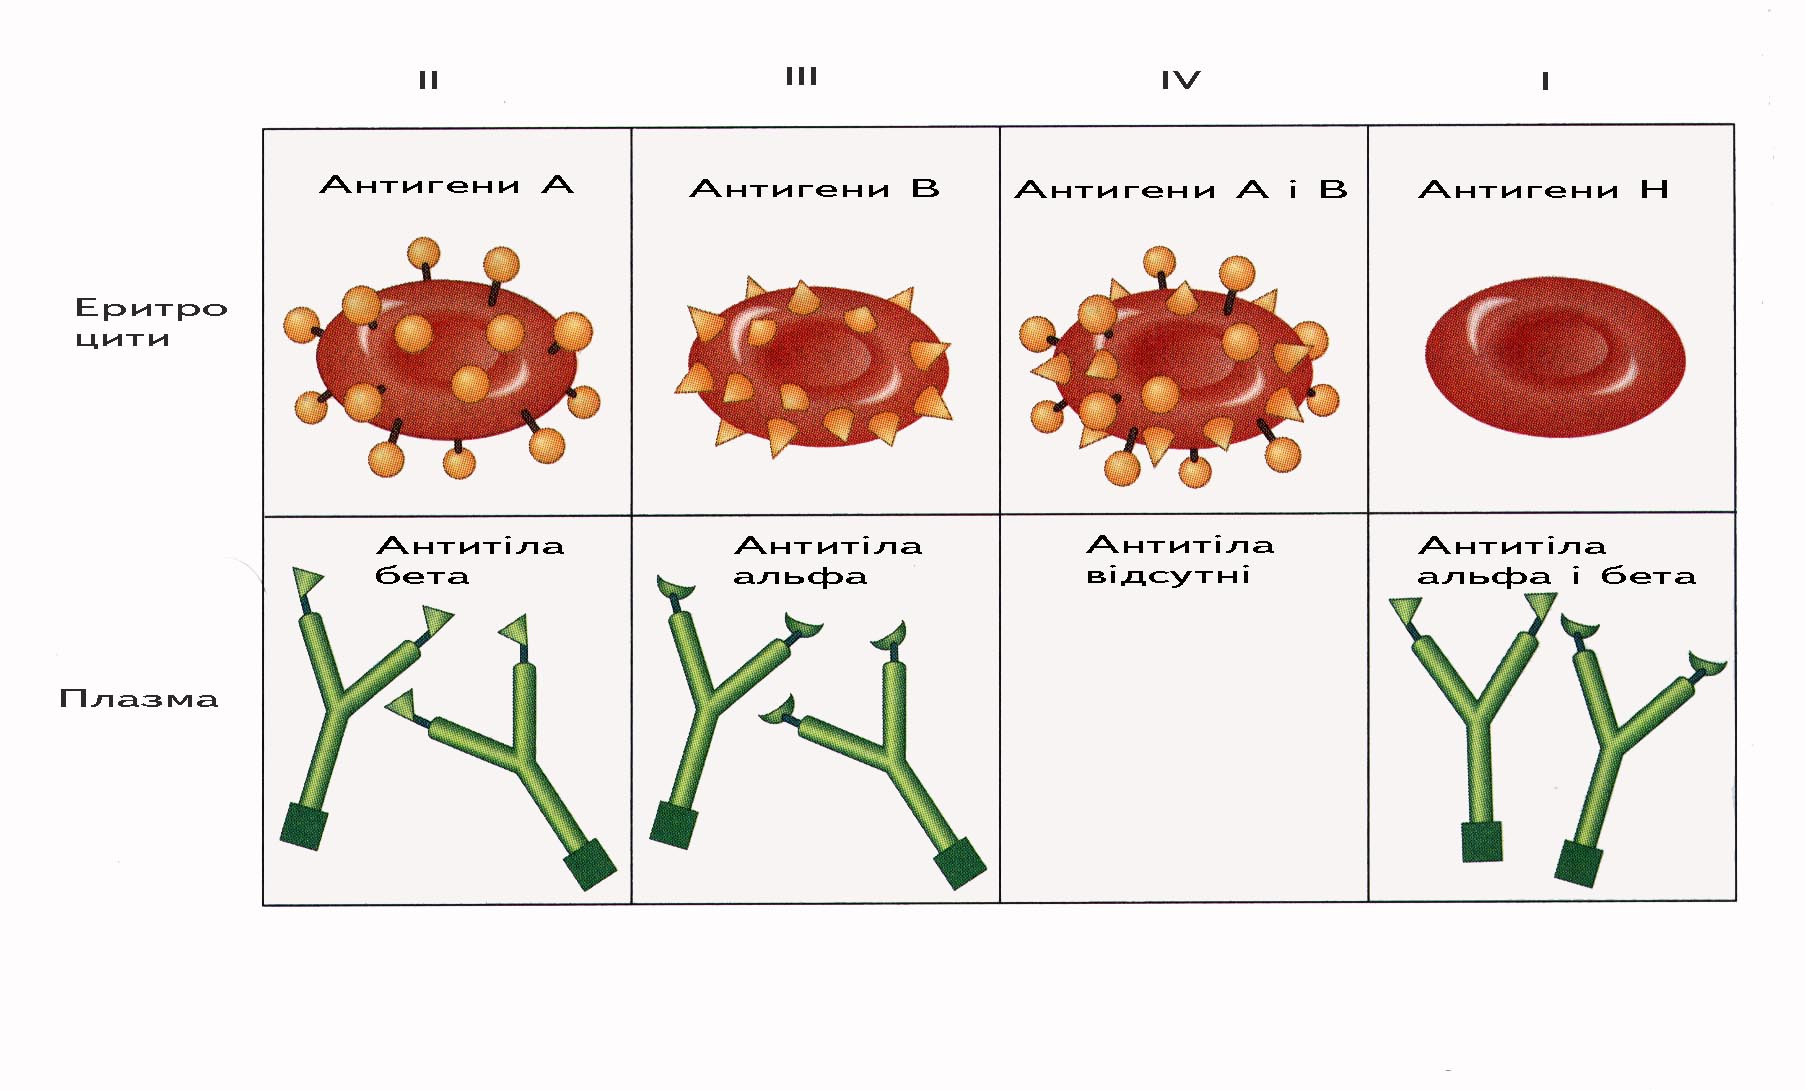 II III IV I
Антигени А Антигени В Антигени А і В Антигени Н
Еритро
цити
Антитіла Антитіла Антитіла Антитіла
бета альфа відсутні альфа і бета
Плазма